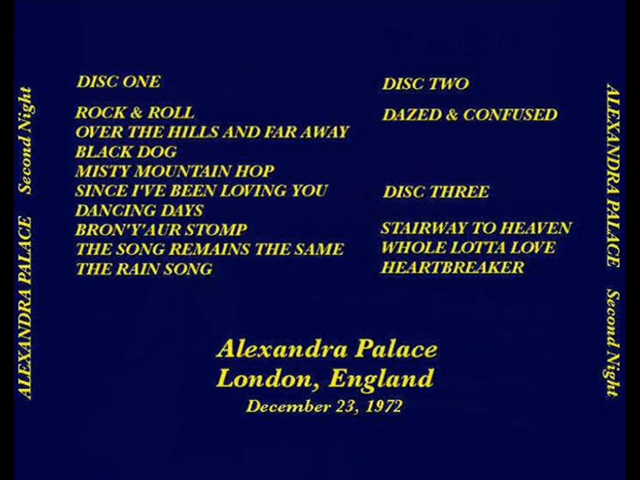 DISC ONE
ROCK & ROLL
OVER THE HILLS AND FAR AWAY
BLACK DOG
MISTY MOUNTAIN HOP
SINCE I'VE BEEN LOVING YOU
DANCING DAYS
BRON'Y'AUR STOMP
THE SONG REMAINS THE SAME
THE RAIN SONG
DISC TWO
DAZED & CONFUSED
DISC THREE
STAIRWAY TO HEAVEN
WHOLE LOTTA LOVE
HEARTBREAKER
Alexandra Palace
London, England
December 23, 1972
ALEXANDRA PALACE Second Night
ALEXANDRA PALACE Second Night